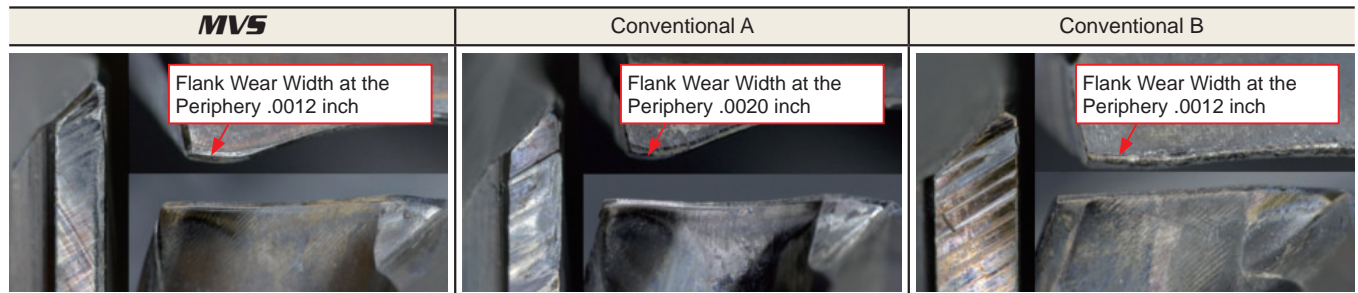 MVS
Conventional A
Conventional B
Flank Wear Width at the
Periphery .0012 inch
Flank Wear Width at the
Periphery .0020 inch
Flank Wear Width at the
Periphery .0012 inch